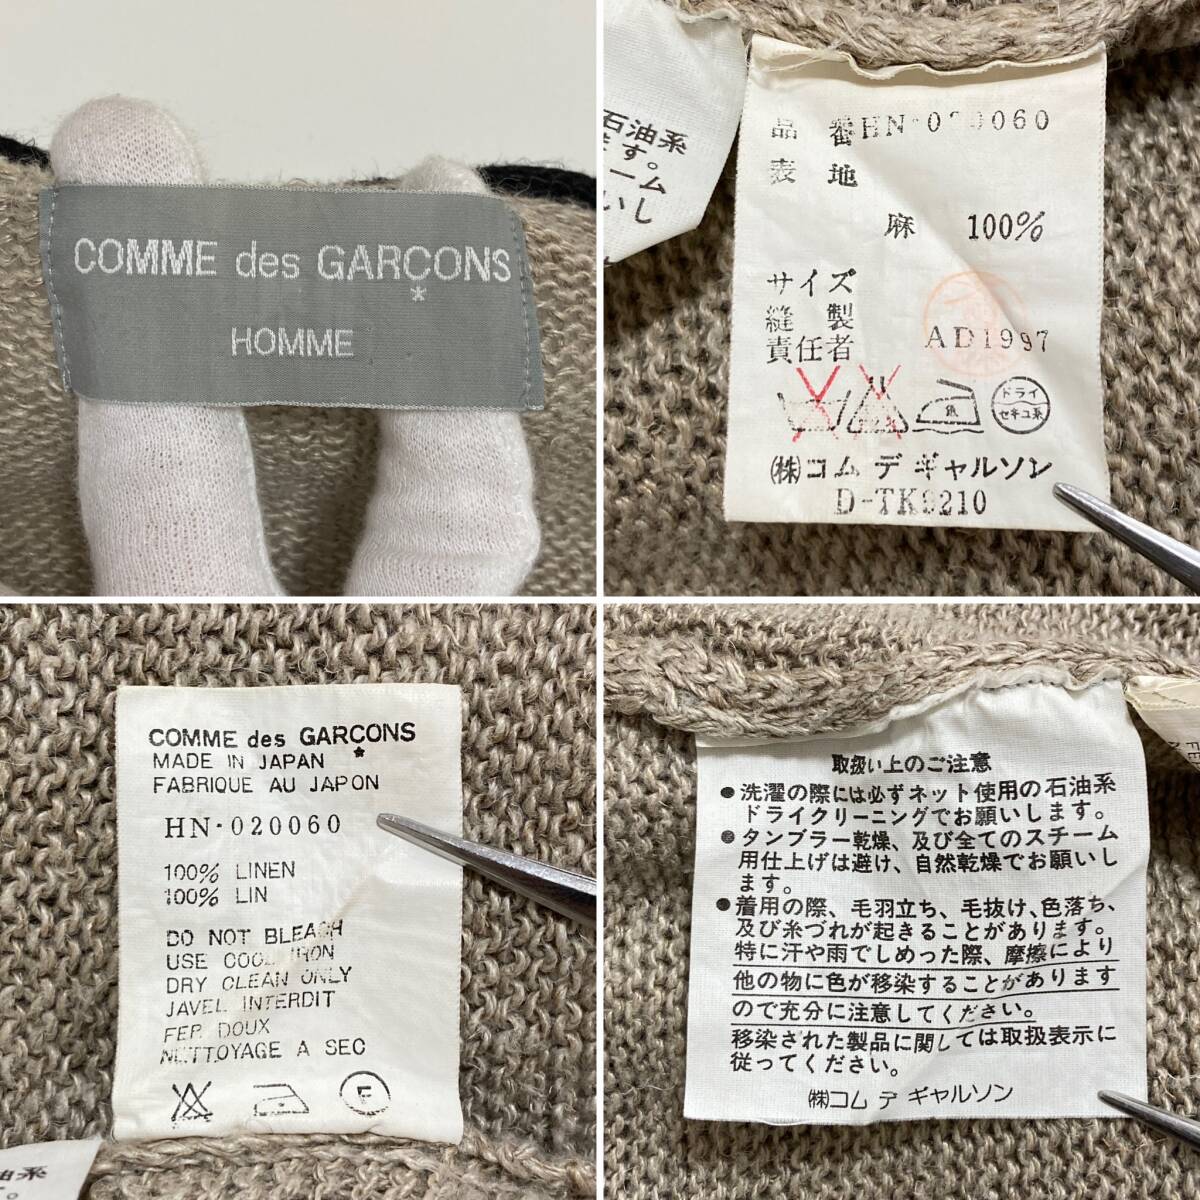 COMME des GARÇONS
*
HOMME
石油系
ます。
ーム
いし
品番 HN-020060
表地
麻 100%
サイズ
縫製
責任者 AD1997
ドライ
セキユ系
㈱コム デ ギャルソン
D-TK9210
COMME des GARCONS
*
MADE IN JAPAN
FABRIQUE AU JAPON
HN-020060
100% LINEN
100% LIN
DO NOT BLEACH
USE COOL IRON
DRY CLEAN ONLY
JAVEL INTERDIT
FER DOUX
NETTOYAGE A SEC
F
油系
取扱い上のご注意
●洗濯の際には必ずネット使用の石油系
ドライクリーニングでお願いします。
●タンブラー乾燥、及び全てのスチーム
用仕上げは避け、自然乾燥でお願いし
ます。
●着用の際、毛羽立ち、毛抜け、色落ち、
及び糸づれが起きることがあります。
特に汗や雨でしめった際、摩擦により
他の物に色が移染することがあります
ので充分に注意してください。
移染された製品に関しては取扱表示に
従ってください。
㈱コム デ ギャルソン